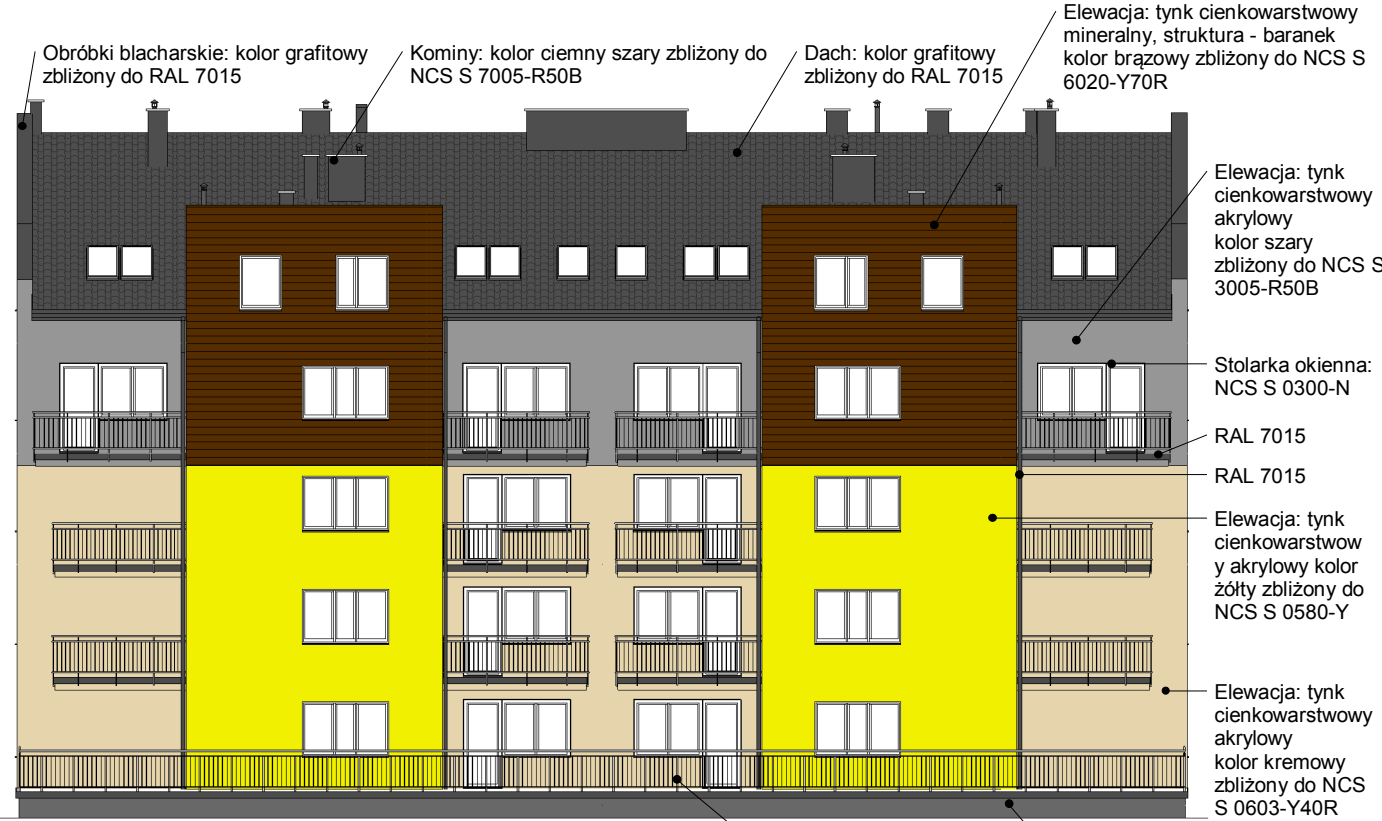 Obróbki blacharskie: kolor grafitowy
zbliżony do RAL 7015
Kominy: kolor ciemny szary zbliżony do
NCS S 7005-R50B
Dach: kolor grafitowy
zbliżony do RAL 7015
Elewacja: tynk cienkowarstwowy
mineralny, struktura - baranek
kolor brązowy zbliżony do NCS S
6020-Y70R
Elewacja: tynk
cienkowarstwowy
akrylowy
kolor szary
zbliżony do NCS S
3005-R50B
Stolarka okienna:
NCS S 0300-N
RAL 7015
RAL 7015
Elewacja: tynk
cienkowarstwow
y akrylowy kolor
żółty zbliżony do
NCS S 0580-Y
Elewacja: tynk
cienkowarstwowy
akrylowy
kolor kremowy
zbliżony do NCS
S 0603-Y40R